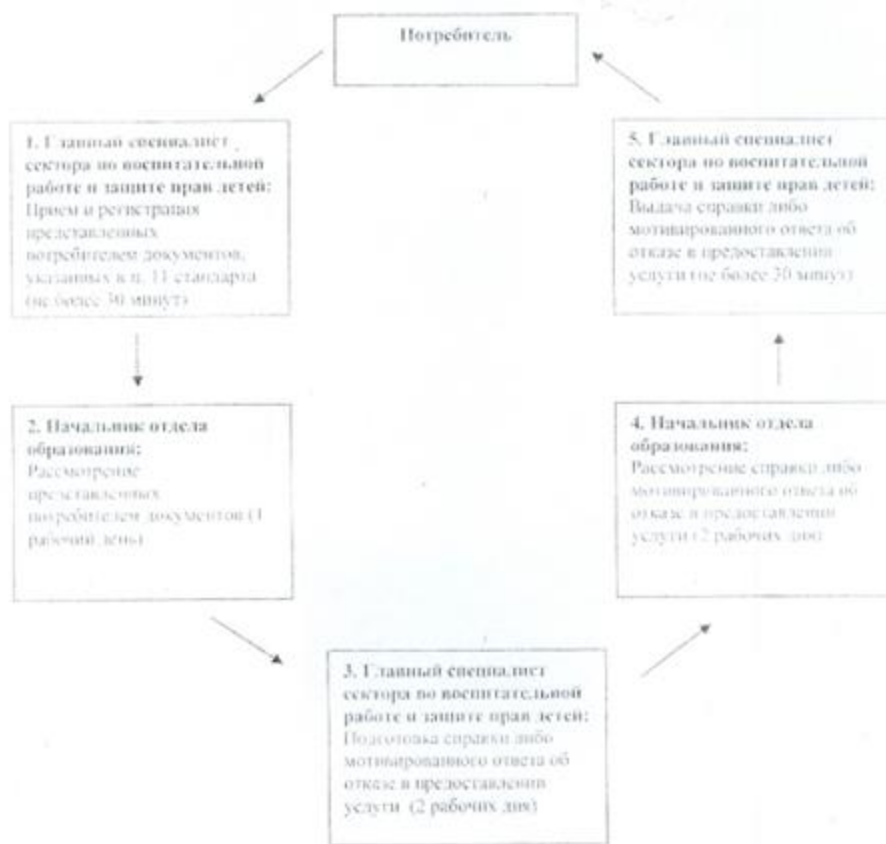 Потребитель
1. Главный специалист
сектора по воспитательной
работе и защите прав детей:
Прием и регистрация
представленных
потребителем документов,
указанных в п. 11 стандарта
(не более 30 минут)
2. Начальник отдела
образования:
Рассмотрение
представленных
потребителем документов (1
рабочий день)
3. Главный специалист
сектора по воспитательной
работе и защите прав детей:
Подготовка справки либо
мотивированного ответа об
отказе в предоставлении
услуги (2 рабочих дня)
4. Начальник отдела
образования:
Рассмотрение справки либо
мотивированного ответа об
отказе в предоставлении
услуги (2 рабочих дня)
5. Главный специалист
сектора по воспитательной
работе и защите прав детей:
Выдача справки либо
мотивированного ответа об
отказе в предоставлении
услуги (не более 30 минут)